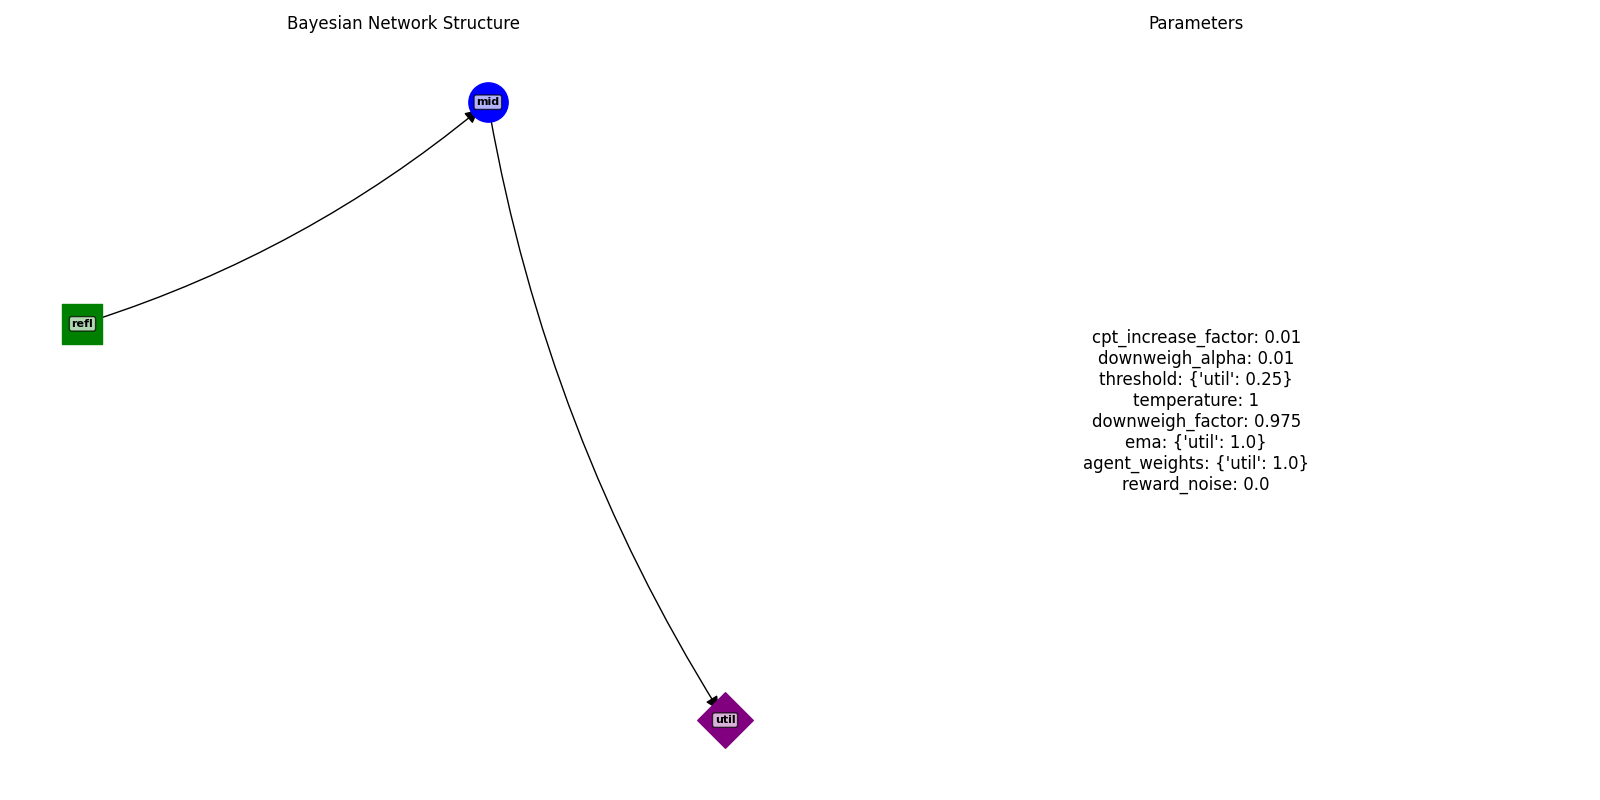 Bayesian Network Structure
Parameters
mid
refl
util
cpt_increase_factor: 0.01
downweigh_alpha: 0.01
threshold: {'util': 0.25}
temperature: 1
downweigh_factor: 0.975
ema: {'util': 1.0}
agent_weights: {'util': 1.0}
reward_noise: 0.0